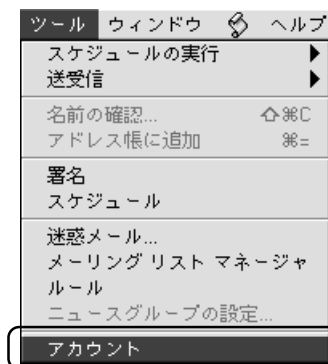 ツール ウィンドウ ヘルプ
スケジュールの実行
送受信
名前の確認... ⇧⌘C
アドレス帳に追加 ⌘=
署名
スケジュール
迷惑メール...
メーリング リスト マネージャ
ルール
ニュースグループの設定...
アカウント